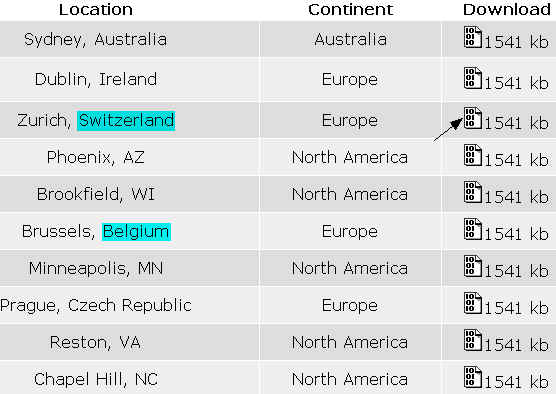 Location Continent Download
Sydney, Australia Australia 1541 kb
Dublin, Ireland Europe 1541 kb
Zurich, Switzerland Europe 1541 kb
Phoenix, AZ North America 1541 kb
Brookfield, WI North America 1541 kb
Brussels, Belgium Europe 1541 kb
Minneapolis, MN North America 1541 kb
Prague, Czech Republic Europe 1541 kb
Reston, VA North America 1541 kb
Chapel Hill, NC North America 1541 kb